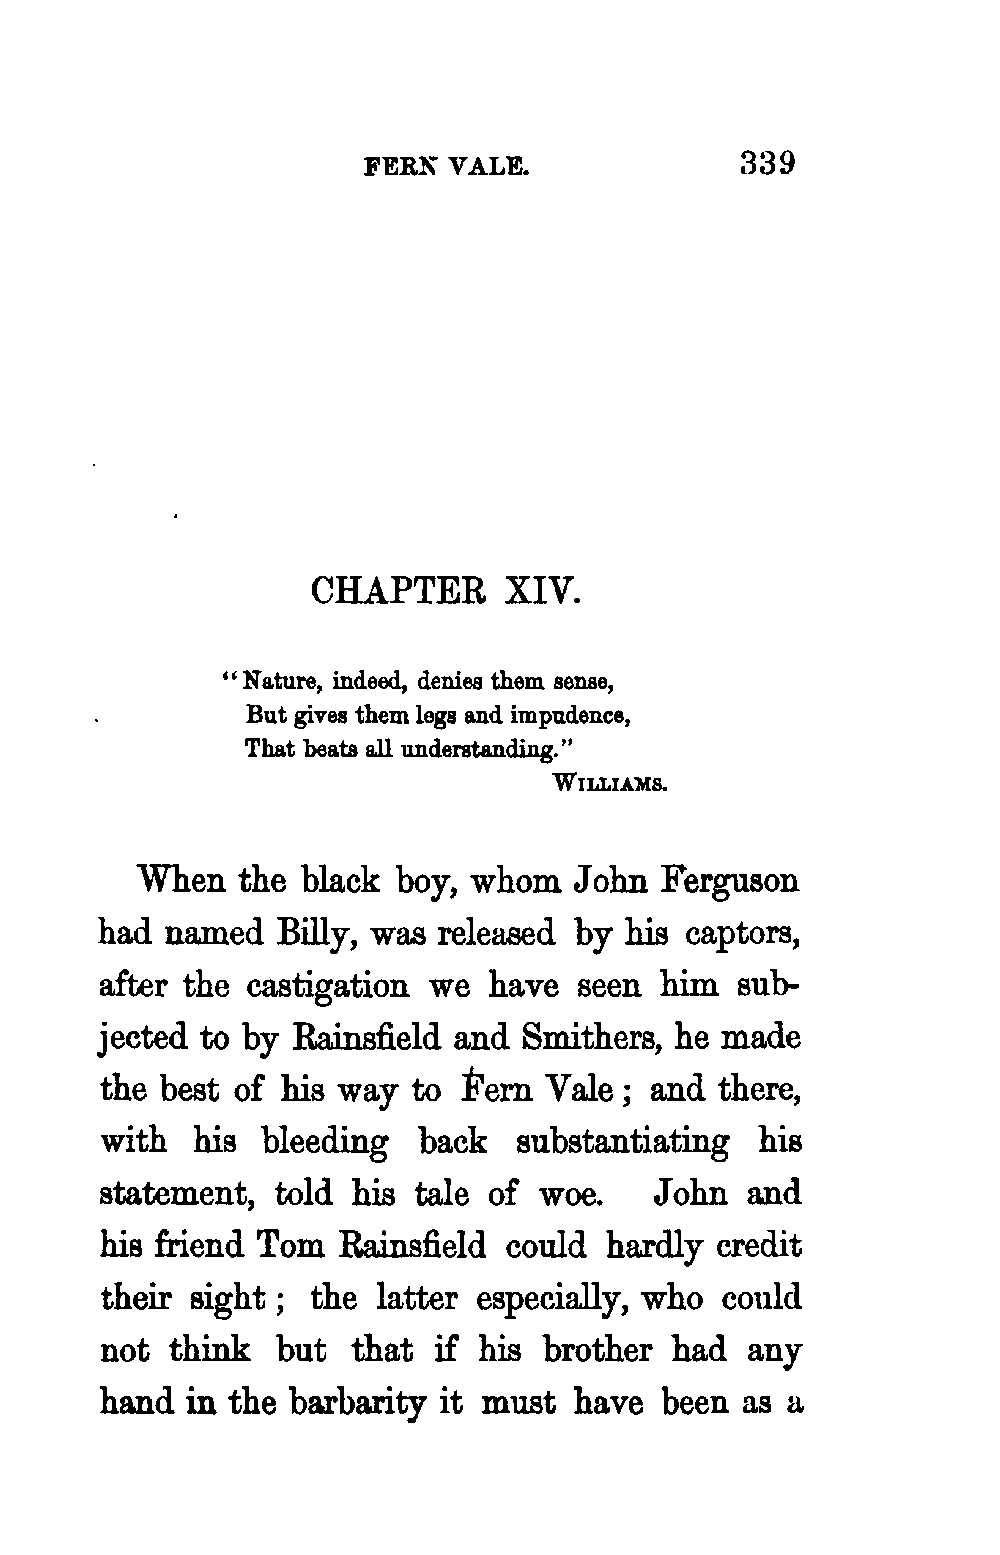 FERN VALE. 339
CHAPTER XIV.
"Nature, indeed, denies them sense,
But gives them legs and impudence,
That beats all understanding."
WILLIAMS.
When the black boy, whom John Ferguson
had named Billy, was released by his captors,
after the castigation we have seen him sub-
jected to by Rainsfield and Smithers, he made
the best of his way to Fern Vale; and there,
with his bleeding back substantiating his
statement, told his tale of woe. John and
his friend Tom Rainsfield could hardly credit
their sight; the latter especially, who could
not think but that if his brother had any
hand in the barbarity it must have been as a